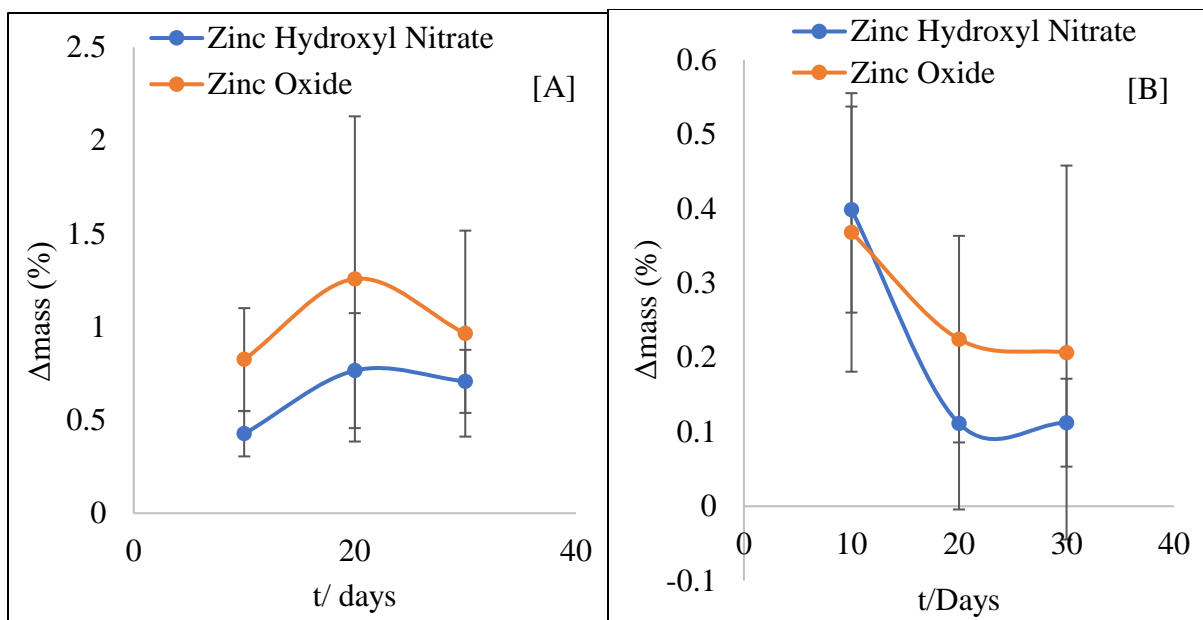 Zinc Hydroxyl Nitrate
Zinc Oxide
[A]
2.5
2
1.5
1
0.5
0
0
20
40
Δmass (%)
t/ days
Zinc Hydroxyl Nitrate
Zinc Oxide
[B]
0.6
0.5
0.4
0.3
0.2
0.1
0
-0.1
0
10
20
30
40
Δmass (%)
t/Days